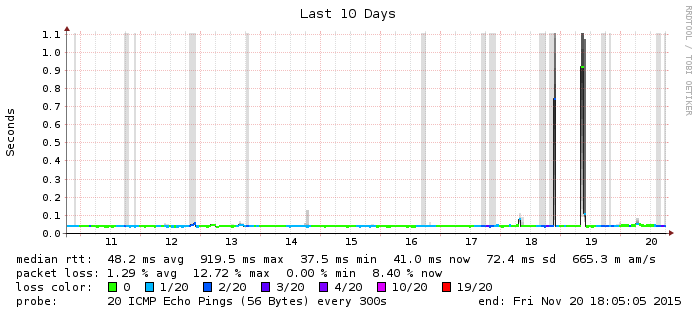 Last 10 Days
RRDTOOL / TOBI OETIKER
Seconds
1.1
1.0
0.9
0.8
0.7
0.6
0.5
0.4
0.3
0.2
0.1
0.0
11 12 13 14 15 16 17 18 19 20
median rtt: 48.2 ms avg 919.5 ms max 37.5 ms min 41.0 ms now 72.4 ms sd 665.3 m am/s
packet loss: 1.29 % avg 12.72 % max 0.00 % min 8.40 % now
loss color: 0 1/20 2/20 3/20 4/20 10/20 19/20
probe: 20 ICMP Echo Pings (56 Bytes) every 300s end: Fri Nov 20 18:05:05 2015